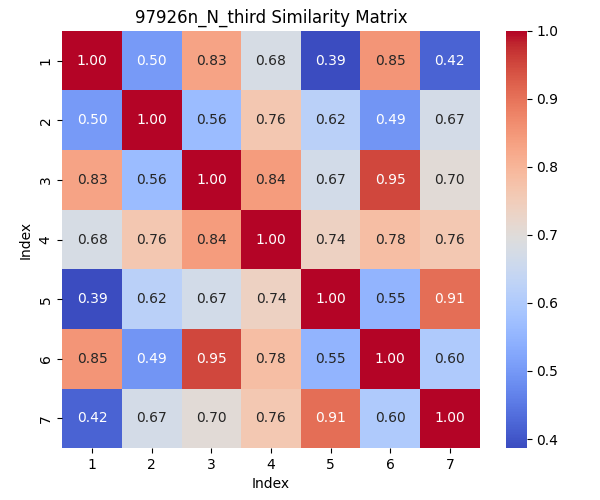 97926n_N_third Similarity Matrix
1 1.00 0.50 0.83 0.68 0.39 0.85 0.42
2 0.50 1.00 0.56 0.76 0.62 0.49 0.67
3 0.83 0.56 1.00 0.84 0.67 0.95 0.70
4 0.68 0.76 0.84 1.00 0.74 0.78 0.76
5 0.39 0.62 0.67 0.74 1.00 0.55 0.91
6 0.85 0.49 0.95 0.78 0.55 1.00 0.60
7 0.42 0.67 0.70 0.76 0.91 0.60 1.00
1 2 3 4 5 6 7
Index
Index
1.0
0.9
0.8
0.7
0.6
0.5
0.4